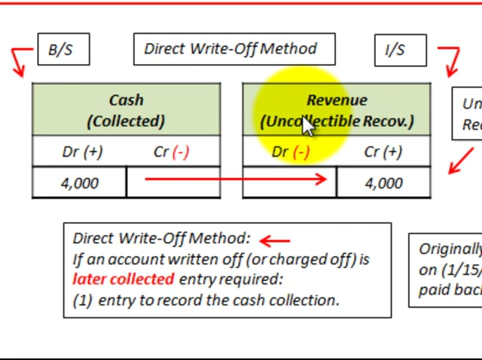 B/S
Direct Write-Off Method
I/S
Cash
(Collected)
Dr (+)
Cr (-)
4,000
Revenue
(Uncollectible Recov.)
Dr (-)
Cr (+)
4,000
Direct Write-Off Method:
If an account written off (or charged off) is
later collected entry required:
(1) entry to record the cash collection.
Originally
on (1/15/
paid back